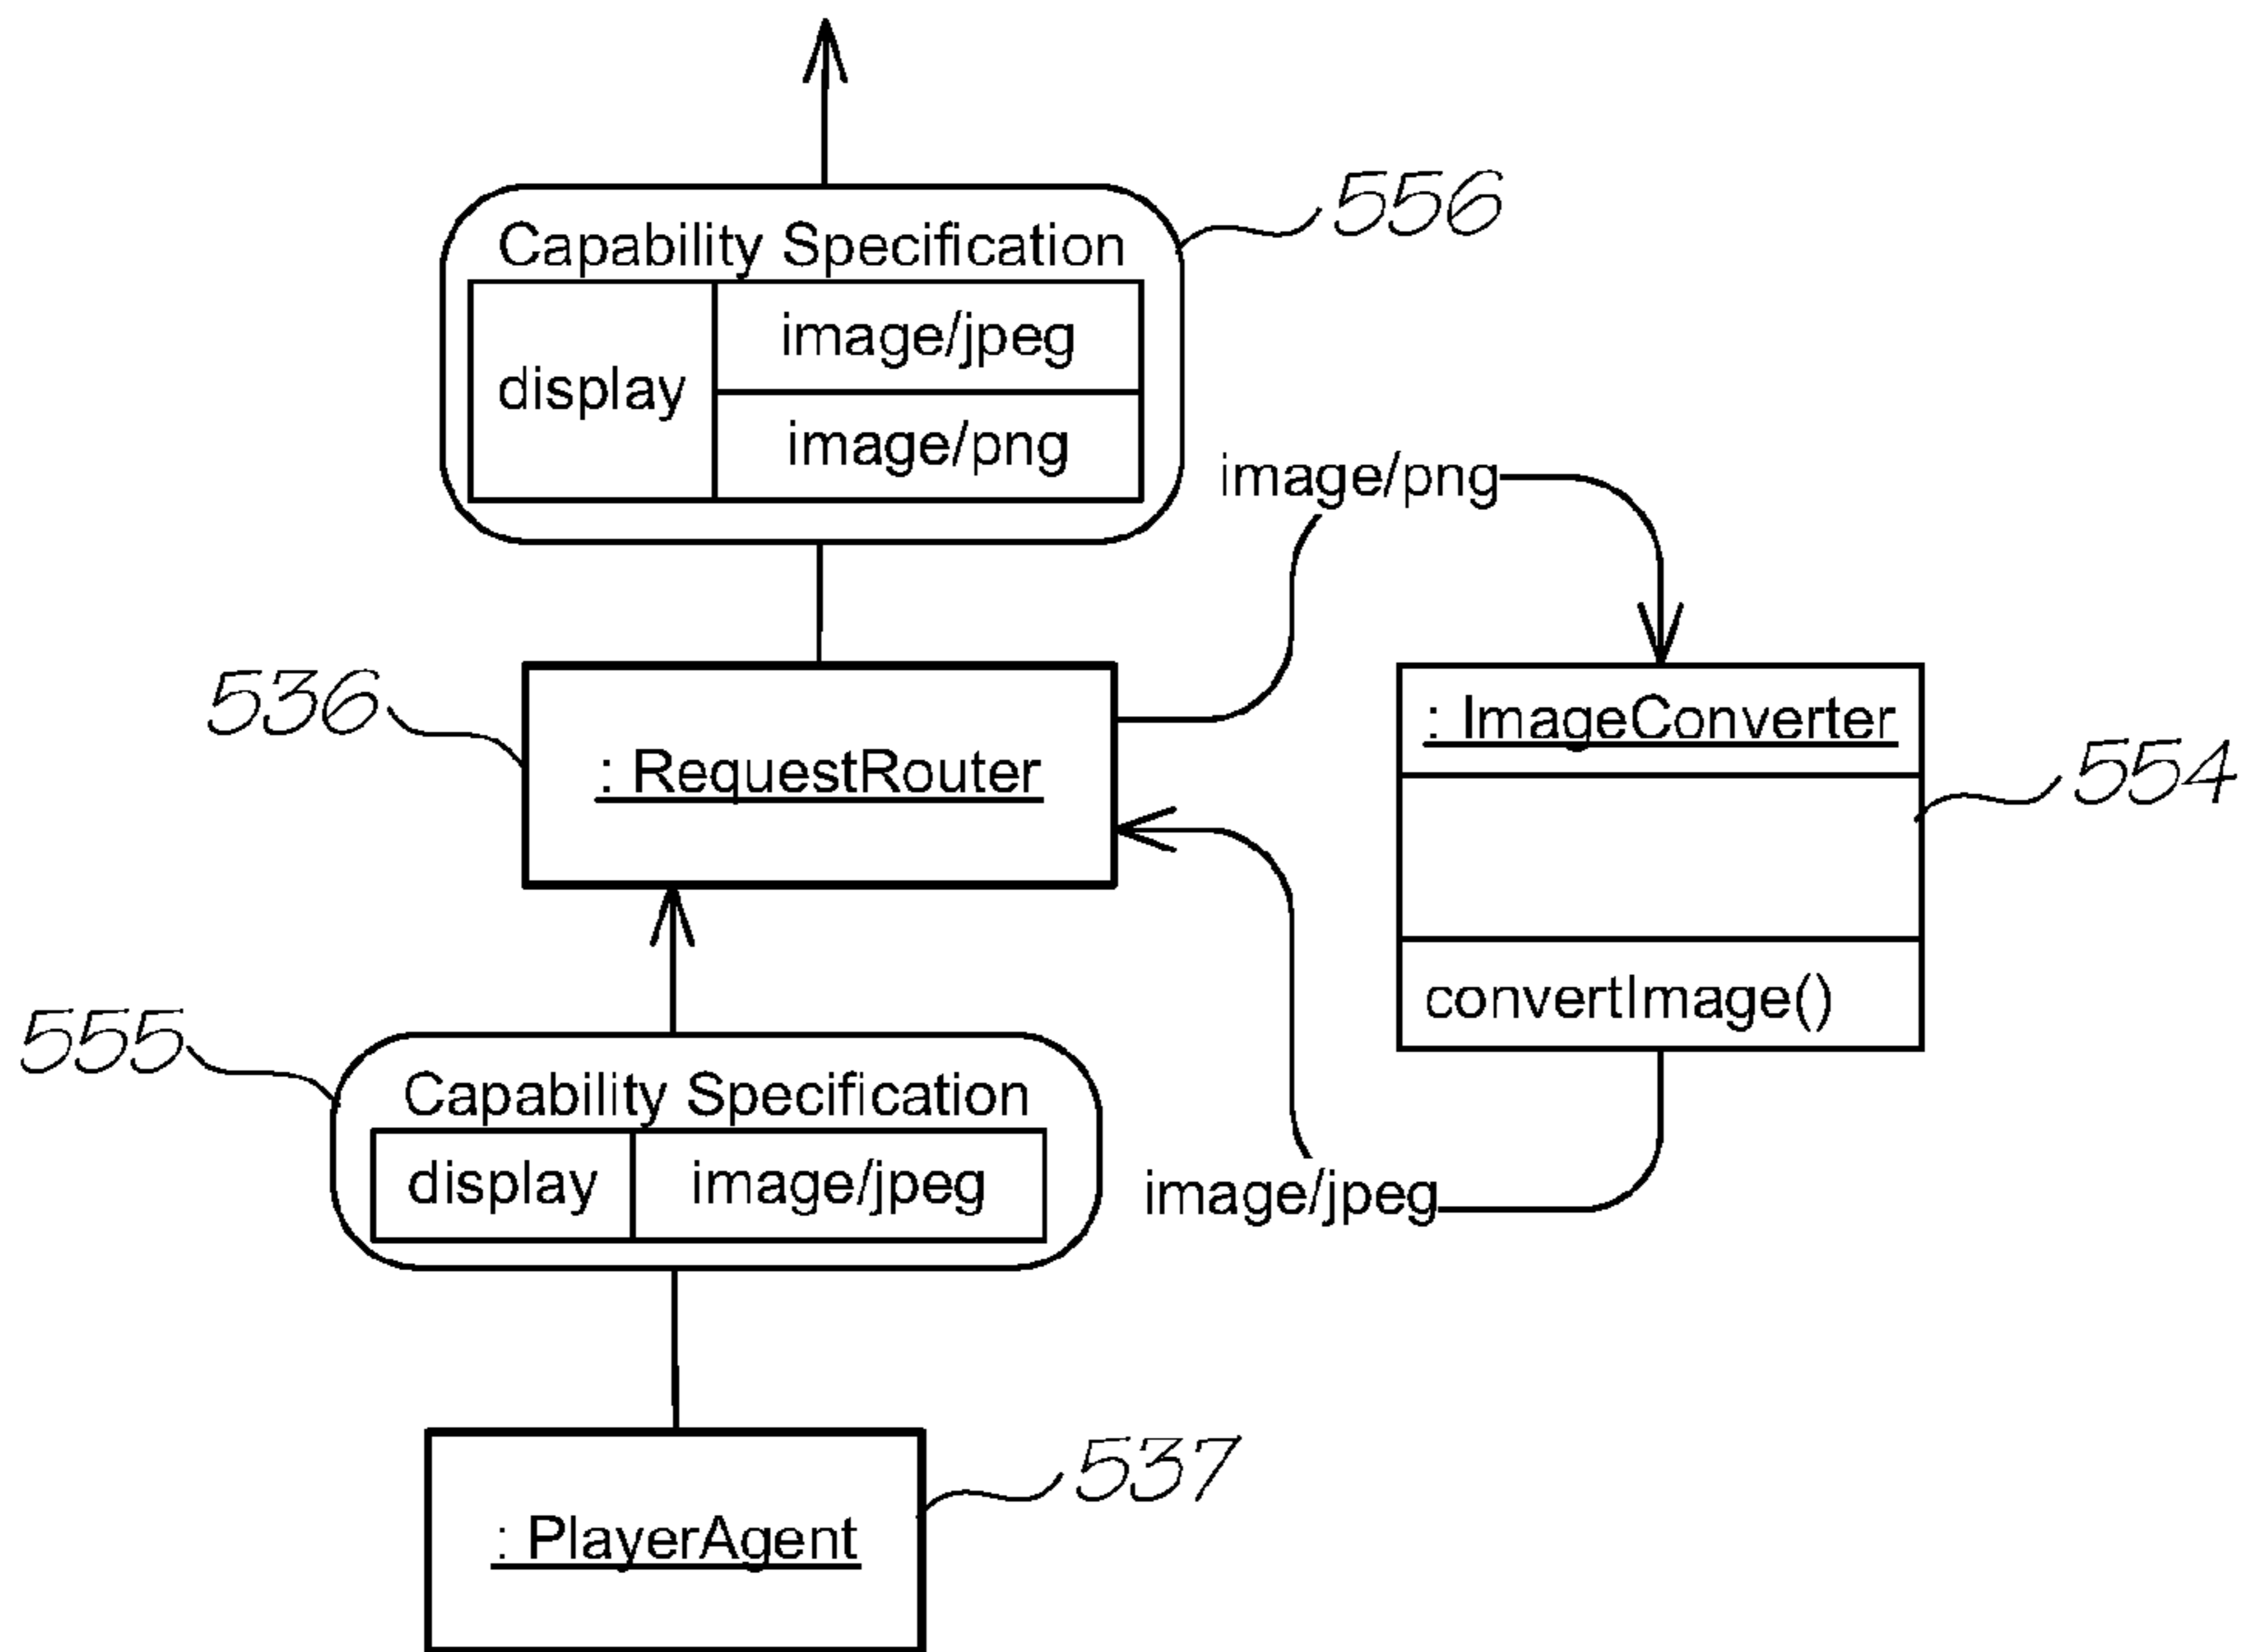 556
Capability Specification
display
image/jpeg
image/png
image/png
536
: RequestRouter
: ImageConverter
554
convertImage()
555
Capability Specification
display
image/jpeg
image/jpeg
537
: PlayerAgent